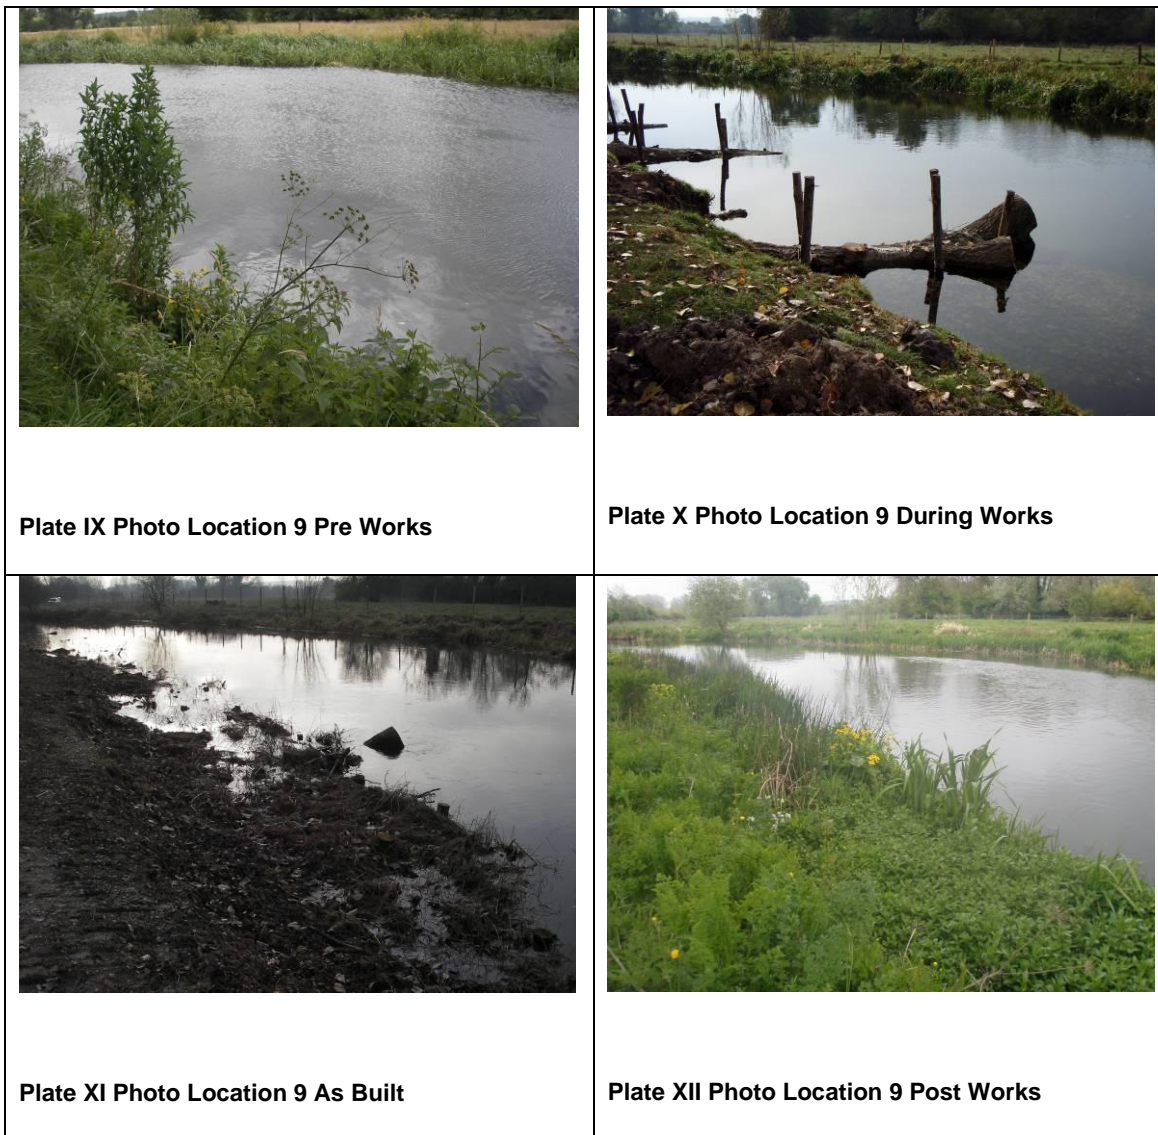 Plate IX Photo Location 9 Pre Works
Plate X Photo Location 9 During Works
Plate XI Photo Location 9 As Built
Plate XII Photo Location 9 Post Works